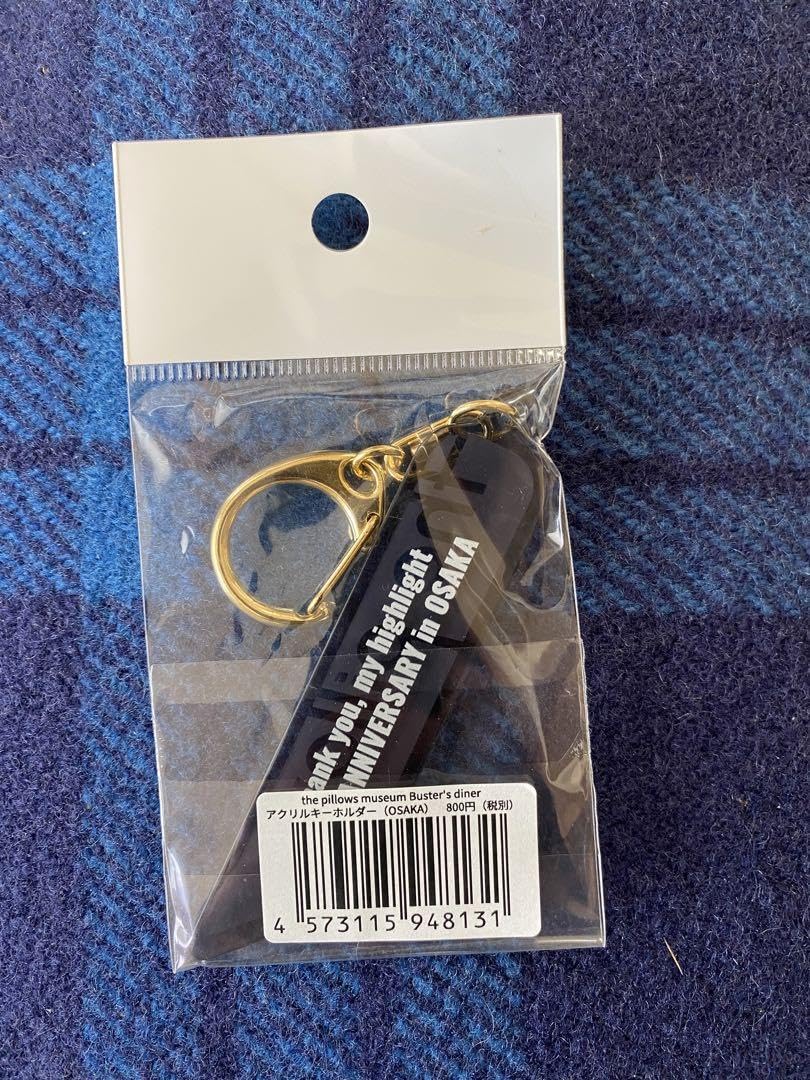 ank you, my highlight
NNIVERSARY in OSAKA
the pillows museum Buster's diner
アクリルキーホルダー（OSAKA） 800円（税別）
4 573115 948131